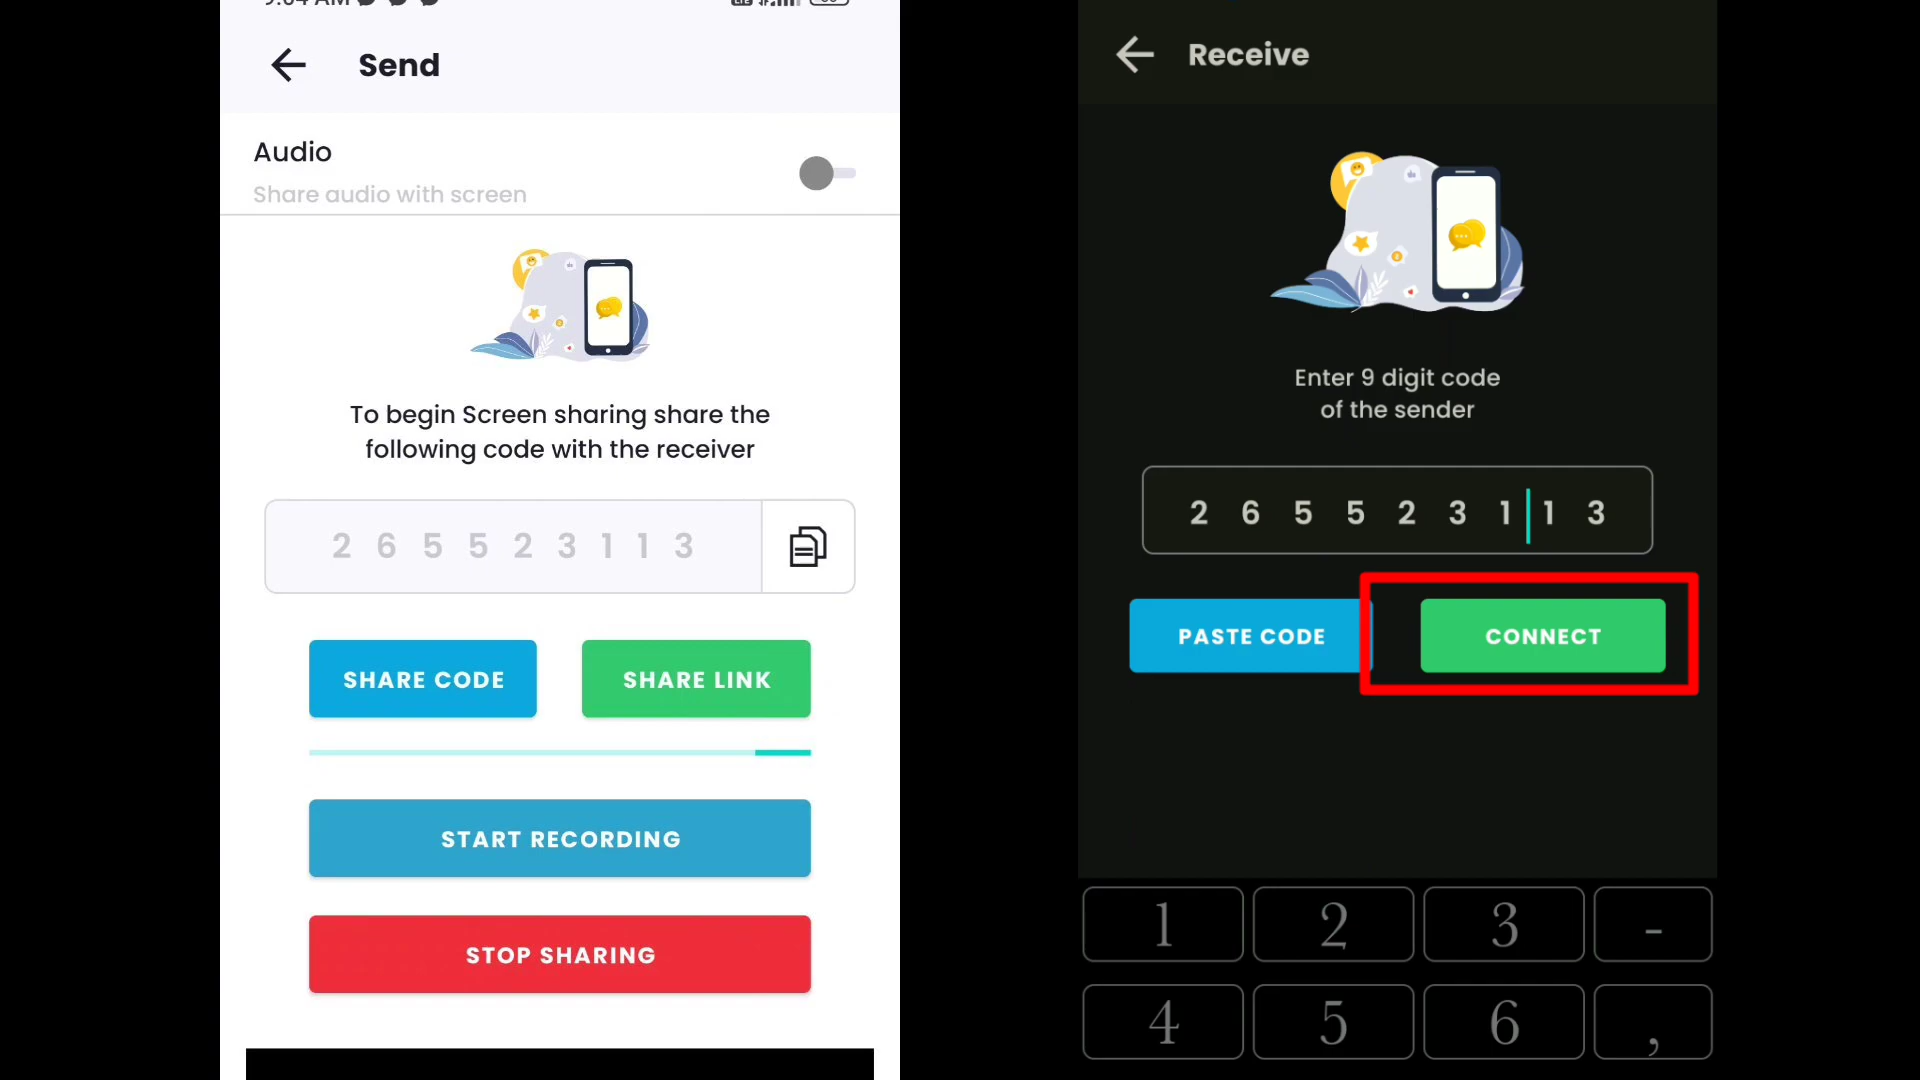 Send
Audio
Share audio with screen
To begin Screen sharing share the
following code with the receiver
2 6 5 5 2 3 1 1 3
SHARE CODE
SHARE LINK
START RECORDING
STOP SHARING
Receive
Enter 9 digit code
of the sender
2 6 5 5 2 3 1 1 3
PASTE CODE
CONNECT
1 2 3 -
4 5 6 ,